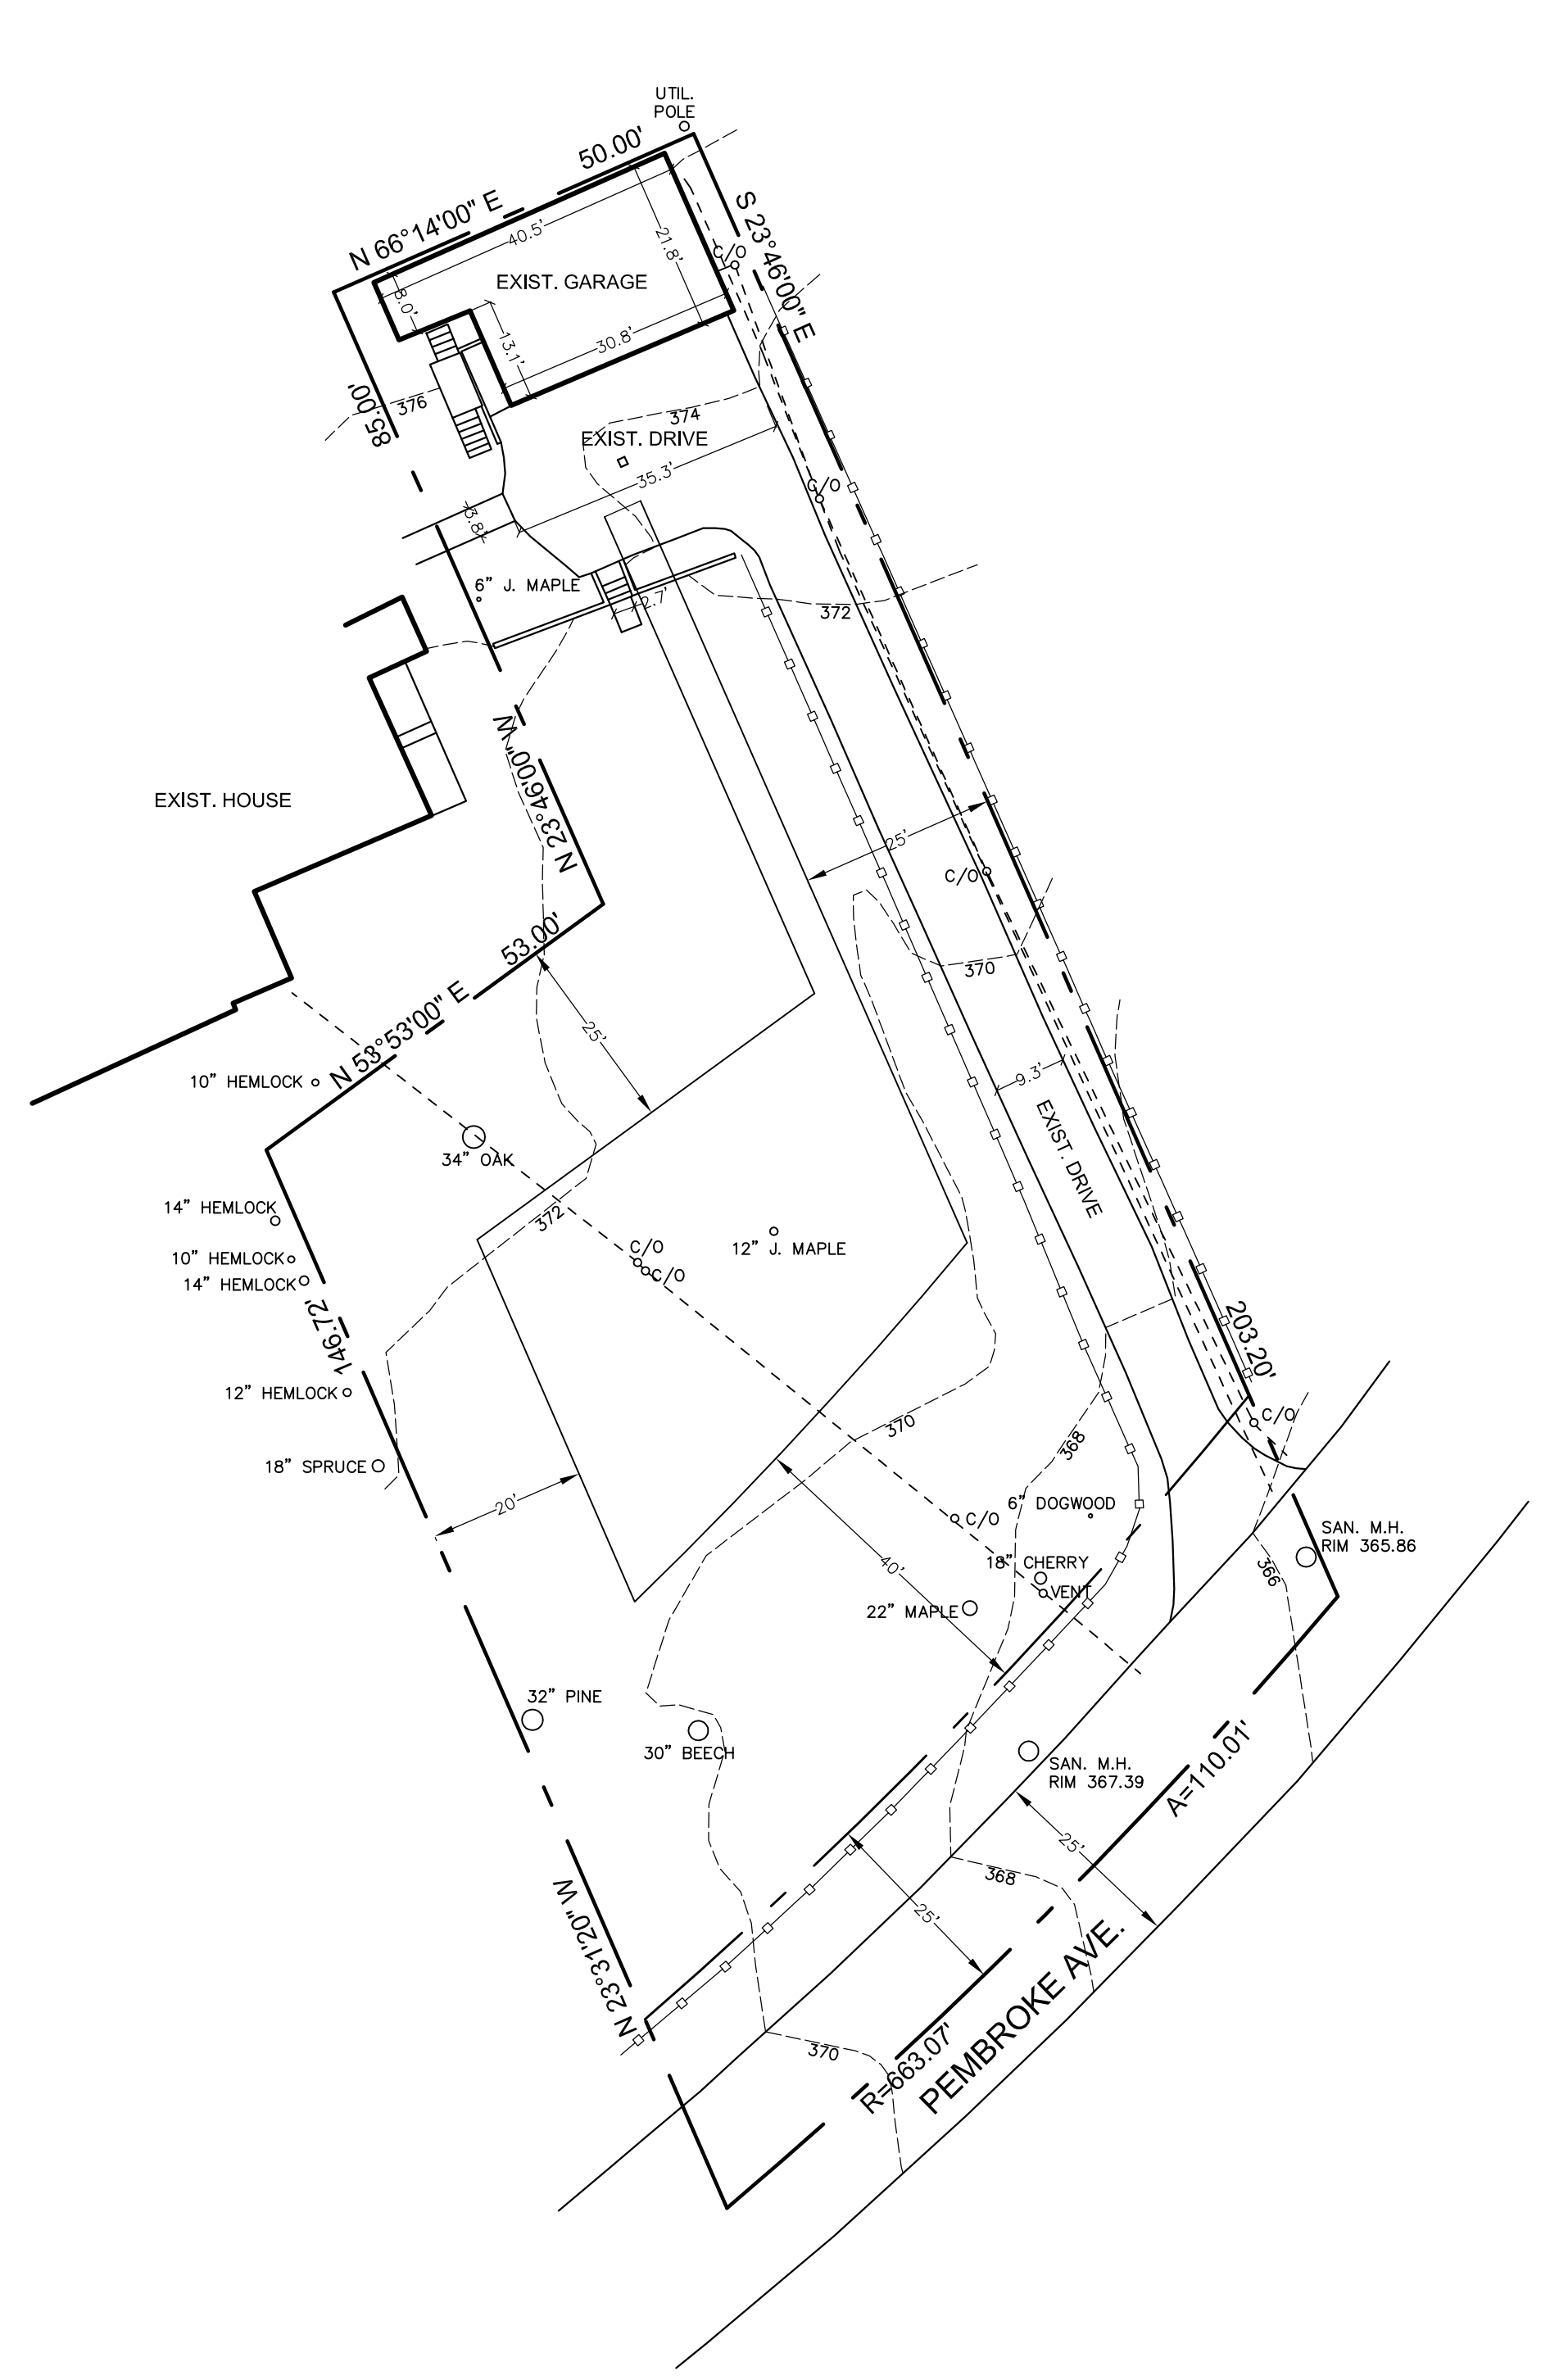 UTIL.
POLE
50.00'
N 66°14'00" E
S 23°46'00" E
40.5'
21.8'
C/O
EXIST. GARAGE
8.0'
13.1'
30.8'
85.00'
376
374
EXIST. DRIVE
35.3'
C/O
3.8'
6" J. MAPLE
2.7'
372
N 23°46'00" W
EXIST. HOUSE
25'
C/O
53.00'
370
N 53°53'00" E
25'
10" HEMLOCK
9.3'
EXIST. DRIVE
34" OAK
14" HEMLOCK
372
C/O
12" J. MAPLE
10" HEMLOCK
C/O
14" HEMLOCK
146.72'
203.20'
12" HEMLOCK
C/O
370
368
18" SPRUCE
20'
6" DOGWOOD
C/O
SAN. M.H.
RIM 365.86
40'
18" CHERRY
366
VENT
22" MAPLE
32" PINE
30" BEECH
SAN. M.H.
RIM 367.39
A=110.01'
25'
368
25'
N 23°31'20" W
PEMBROKE AVE.
370
R=663.07'